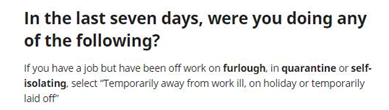 In the last seven days, were you doing any
of the following?
If you have a job but have been off work on furlough, in quarantine or self-
isolating, select “Temporarily away from work ill, on holiday or temporarily
laid off”